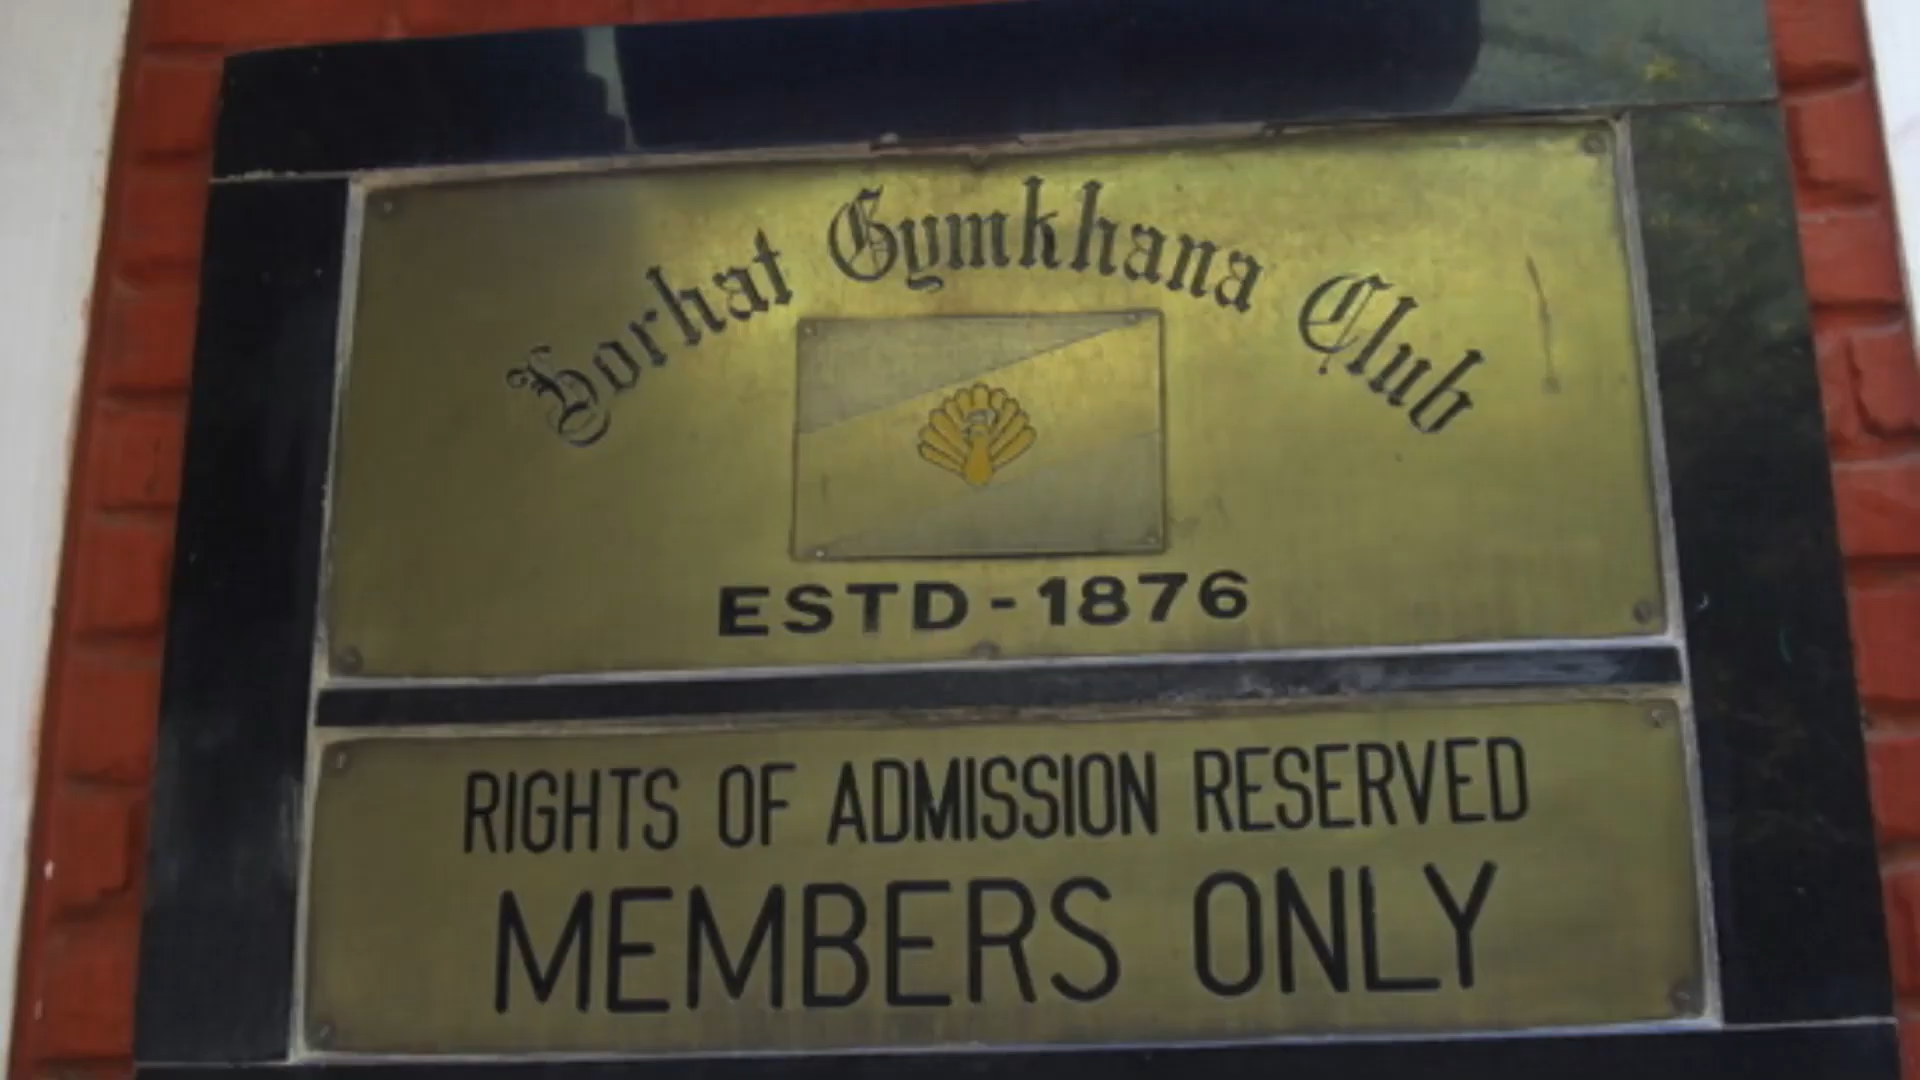 Jorhat Gymkhana Club
ESTD - 1876
RIGHTS OF ADMISSION RESERVED
MEMBERS ONLY